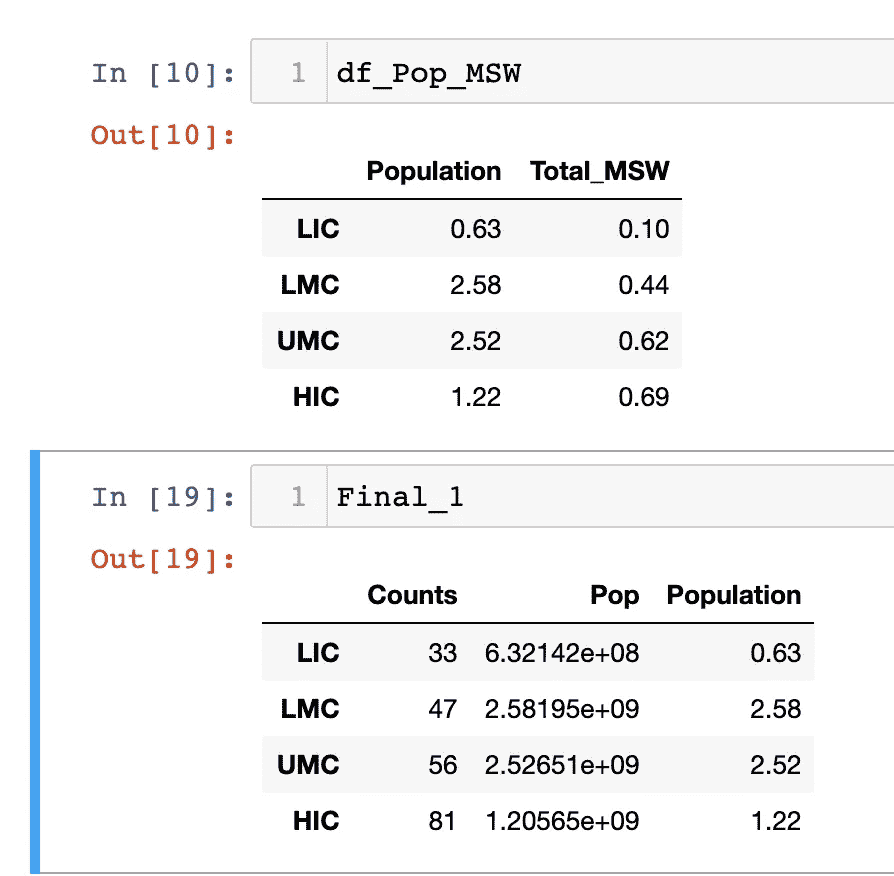 In [10]: 1 df_Pop_MSW
Out[10]:
Population Total_MSW
LIC 0.63 0.10
LMC 2.58 0.44
UMC 2.52 0.62
HIC 1.22 0.69
In [19]: 1 Final_1
Out[19]:
Counts Pop Population
LIC 33 6.32142e+08 0.63
LMC 47 2.58195e+09 2.58
UMC 56 2.52651e+09 2.52
HIC 81 1.20565e+09 1.22